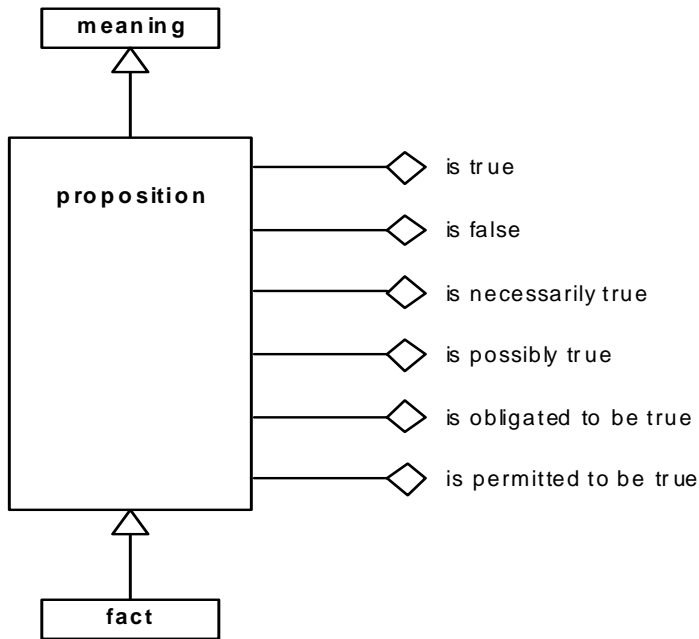 meaning
proposition
is true
is false
is necessarily true
is possibly true
is obligated to be true
is permitted to be true
fact